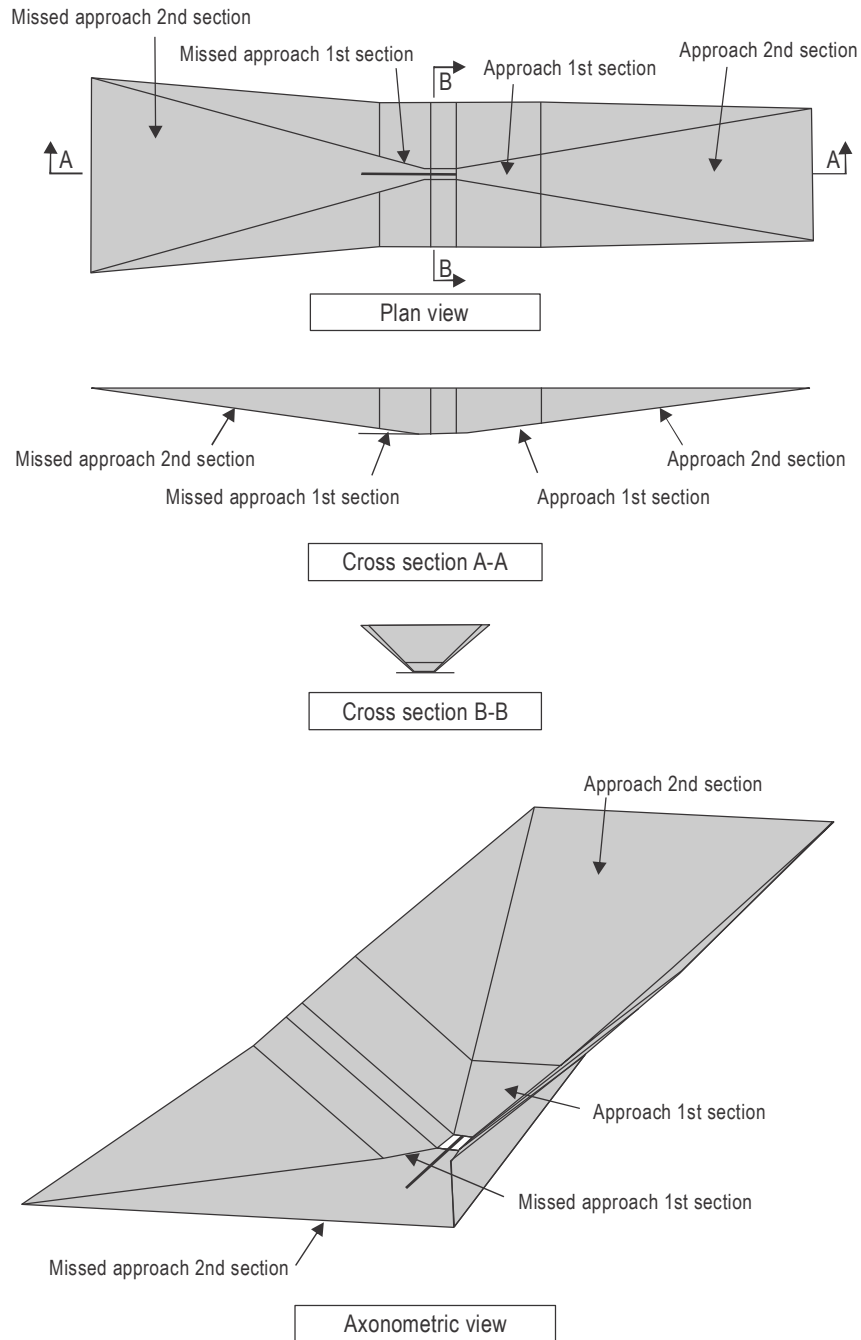 Missed approach 2nd section
Missed approach 1st section
B
Approach 1st section
Approach 2nd section
A
A
B
Plan view
Missed approach 2nd section
Approach 2nd section
Missed approach 1st section
Approach 1st section
Cross section A-A
Cross section B-B
Approach 2nd section
Approach 1st section
Missed approach 1st section
Missed approach 2nd section
Axonometric view